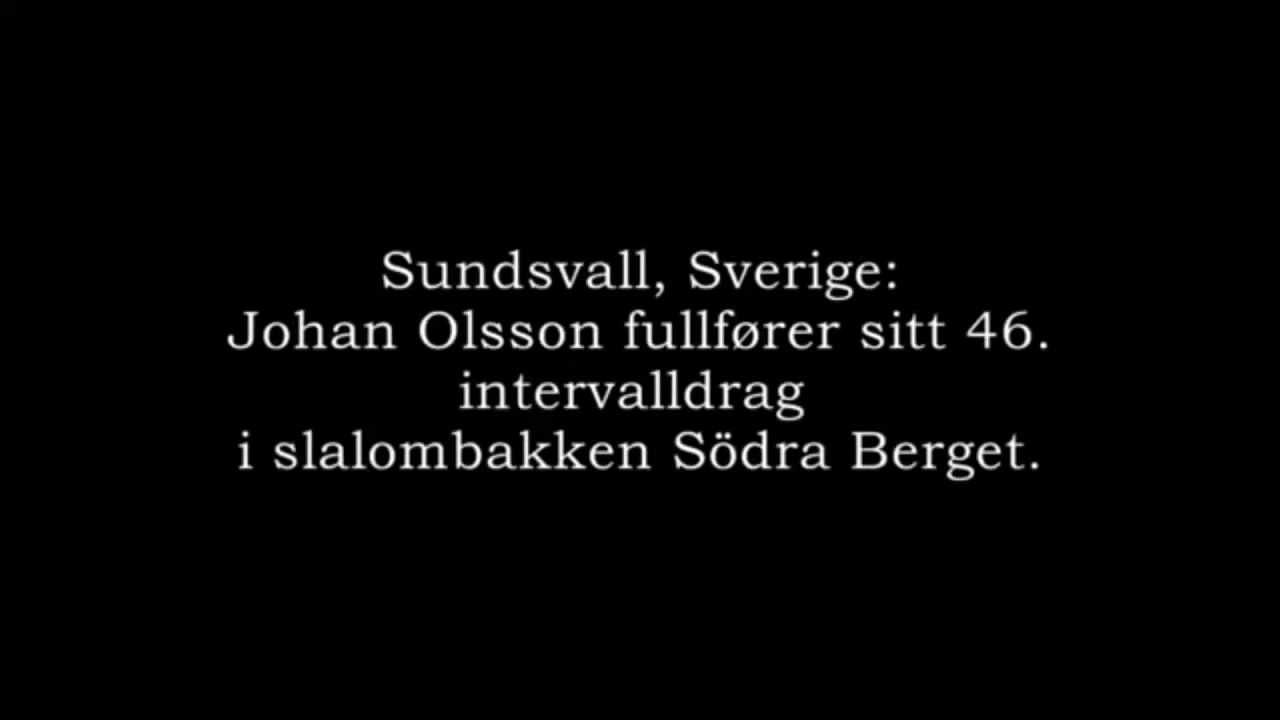 Sundsvall, Sverige:
Johan Olsson fullfører sitt 46.
intervalldrag
i slalombakken Södra Berget.